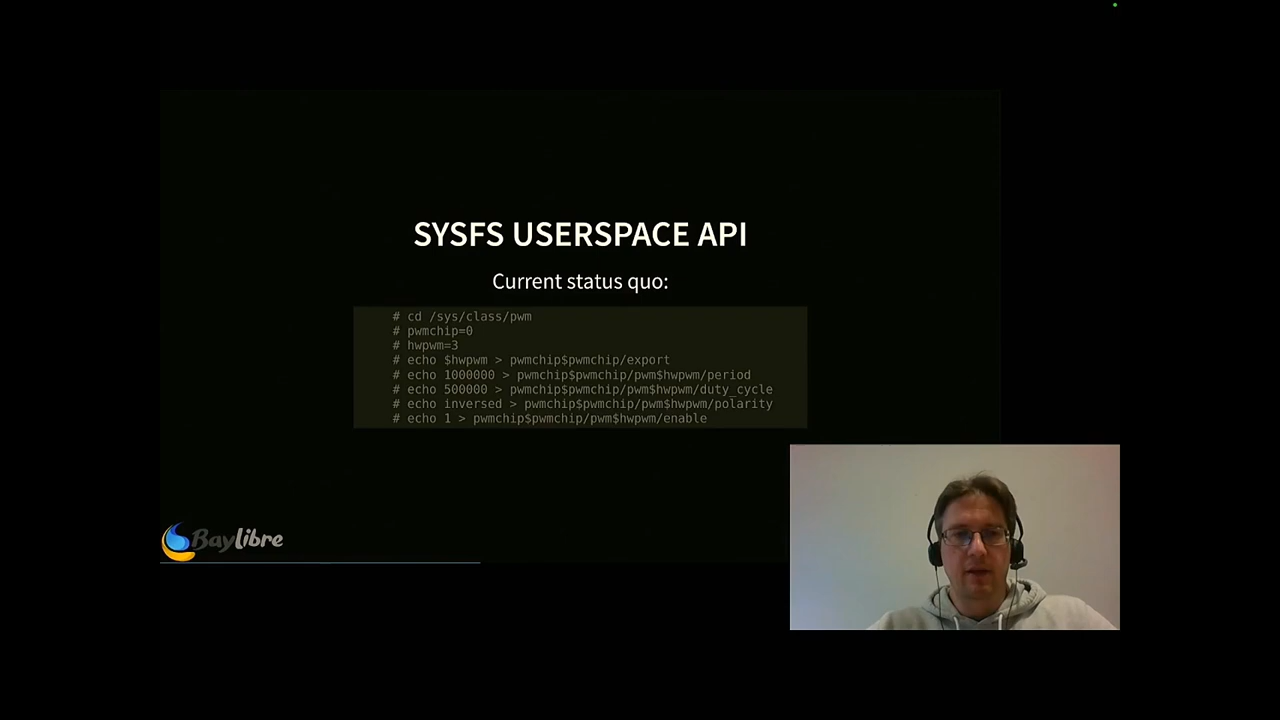 SYSFS USERSPACE API
Current status quo:
# cd /sys/class/pwm
# pwmchip=0
# hwpwm=3
# echo $hwpwm > pwmchip$pwmchip/export
# echo 1000000 > pwmchip$pwmchip/pwm$hwpwm/period
# echo 500000 > pwmchip$pwmchip/pwm$hwpwm/duty_cycle
# echo inversed > pwmchip$pwmchip/pwm$hwpwm/polarity
# echo 1 > pwmchip$pwmchip/pwm$hwpwm/enable
Baylibre